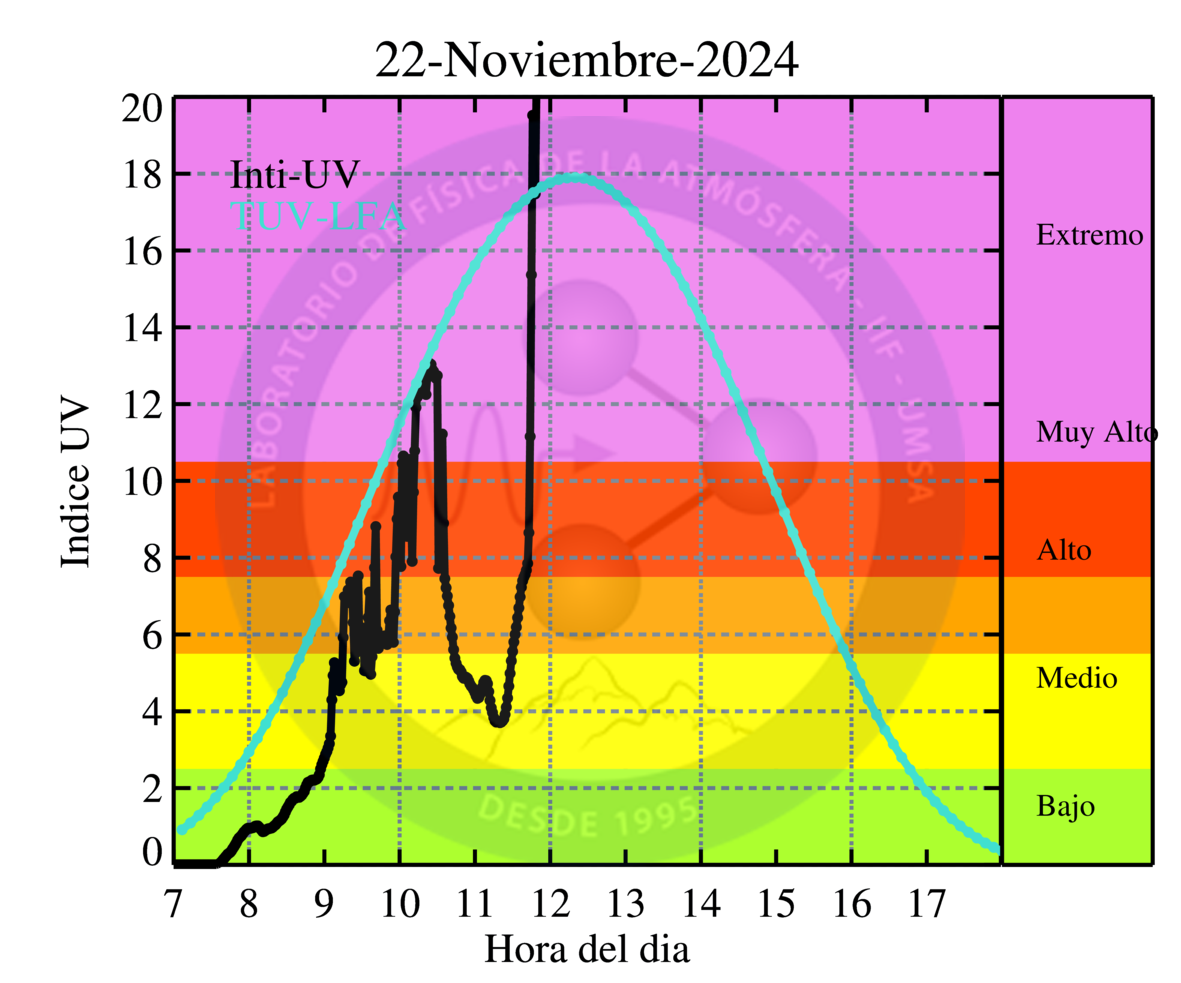 22-Noviembre-2024
Inti-UV
TUV-LFA
LABORATORIO DE FÍSICA DE LA ATMÓSFERA - IIF - UMSA
DESDE 1995
Indice UV
20
18
16
14
12
10
8
6
4
2
0
Extremo
Muy Alto
Alto
Medio
Bajo
7 8 9 10 11 12 13 14 15 16 17
Hora del dia